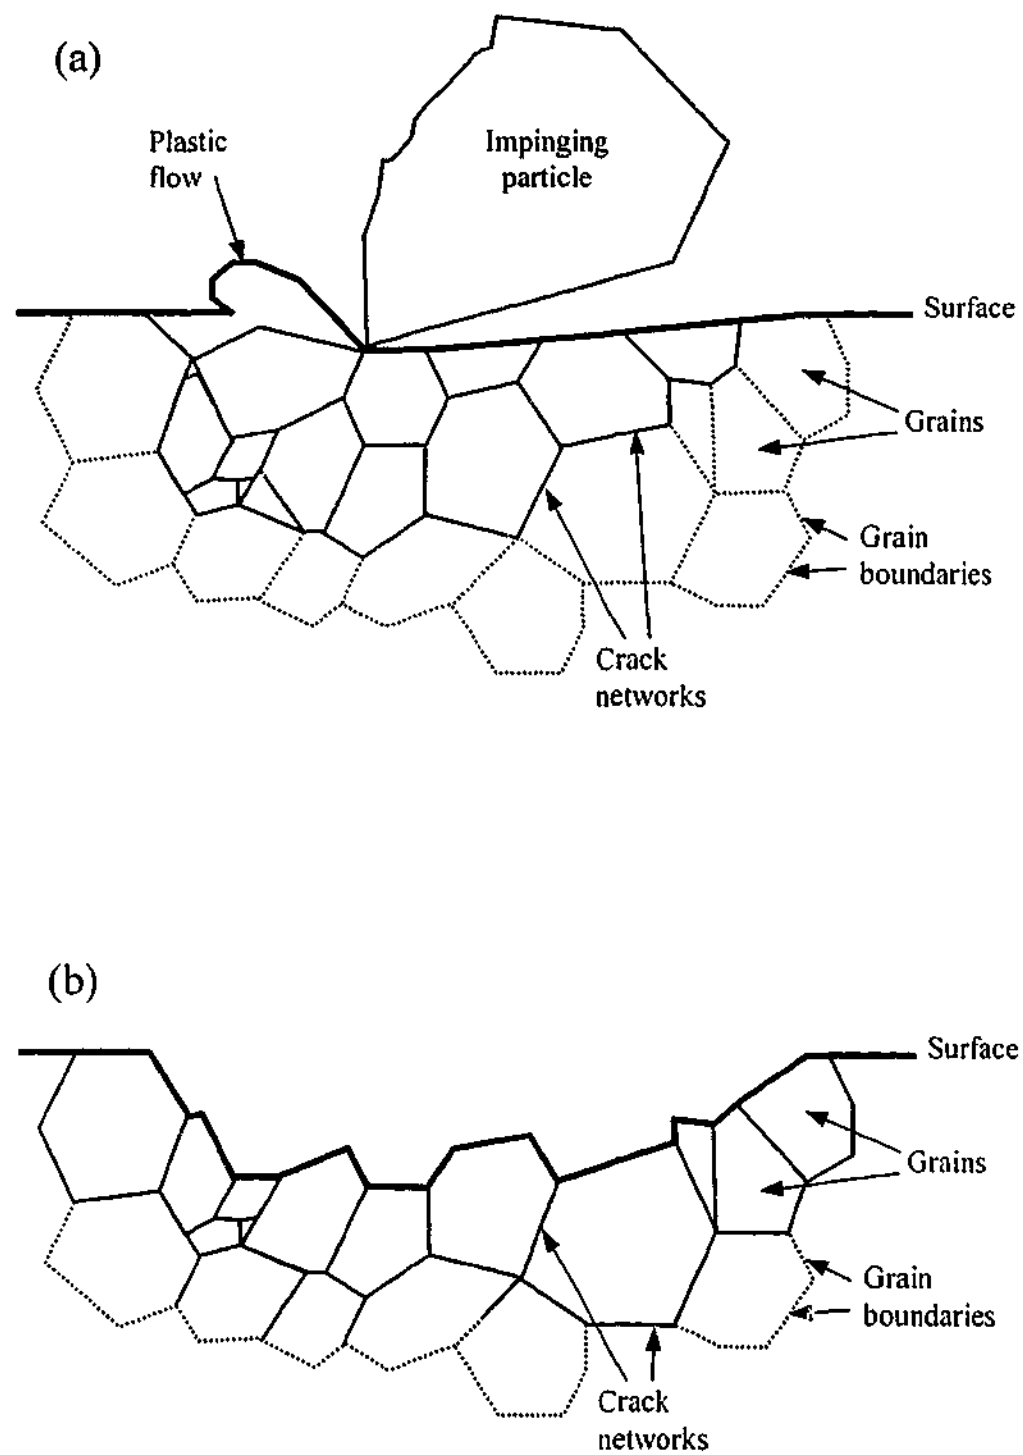 (a)
Plastic
flow
Impinging
particle
Surface
Grains
Grain
boundaries
Crack
networks
(b)
Surface
Grains
Grain
boundaries
Crack
networks